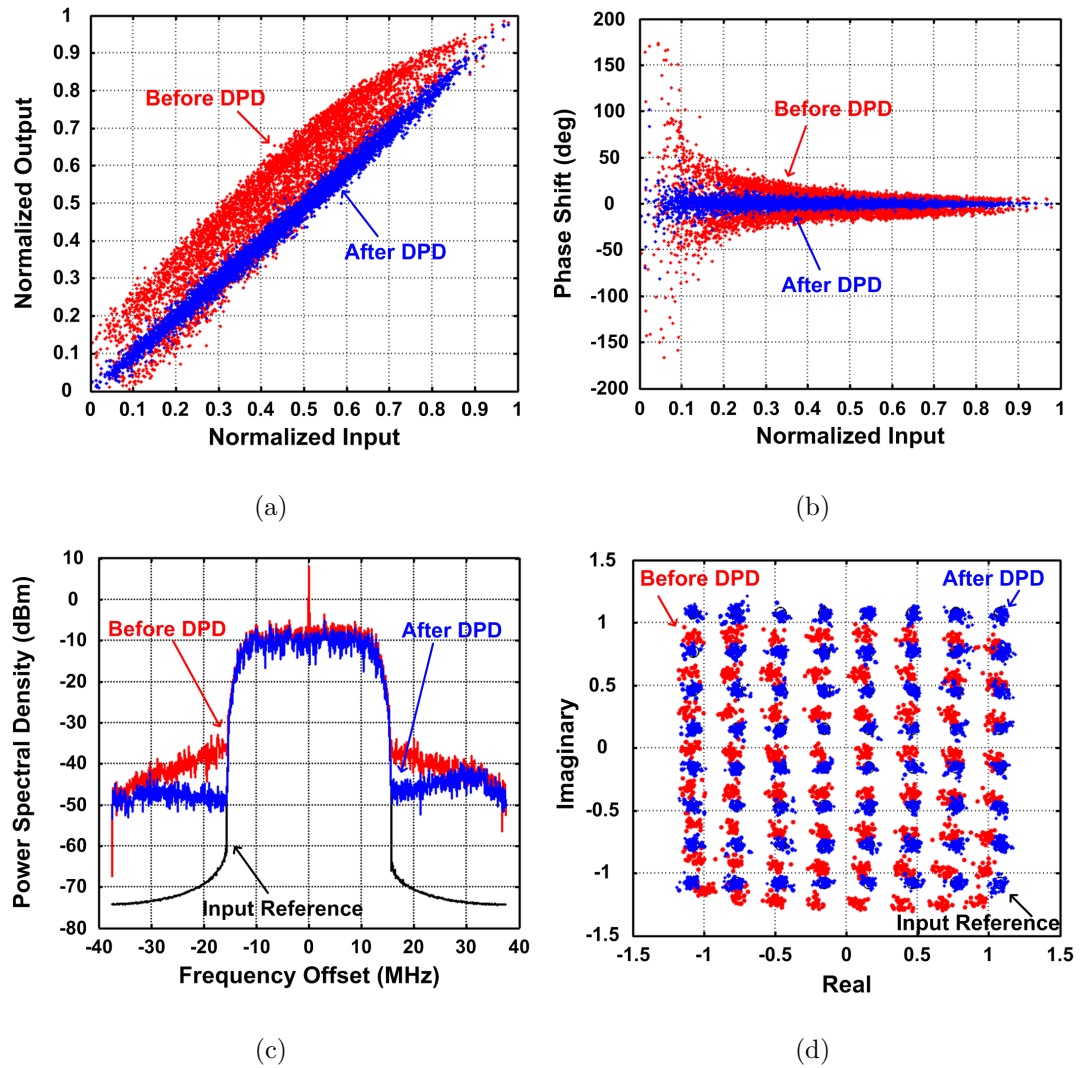 1
0.9
0.8
0.7
0.6
0.5
0.4
0.3
0.2
0.1
0
0 0.1 0.2 0.3 0.4 0.5 0.6 0.7 0.8 0.9 1
Normalized Output
Normalized Input
Before DPD
After DPD
(a)
200
150
100
50
0
-50
-100
-150
-200
0 0.1 0.2 0.3 0.4 0.5 0.6 0.7 0.8 0.9 1
Phase Shift (deg)
Normalized Input
Before DPD
After DPD
(b)
10
0
-10
-20
-30
-40
-50
-60
-70
-80
-40 -30 -20 -10 0 10 20 30 40
Power Spectral Density (dBm)
Frequency Offset (MHz)
Before DPD
After DPD
Input Reference
(c)
1.5
1
0.5
0
-0.5
-1
-1.5
-1.5 -1 -0.5 0 0.5 1 1.5
Imaginary
Real
Before DPD
After DPD
Input Reference
(d)